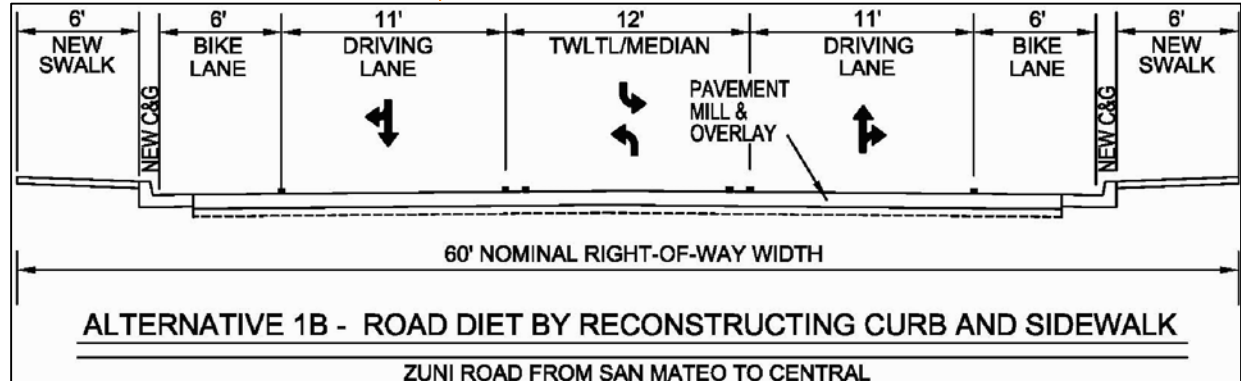 6' 6' 11' 12' 11' 6' 6'
NEW SWALK
BIKE LANE
DRIVING LANE
TWLTL/MEDIAN
DRIVING LANE
BIKE LANE
NEW SWALK
NEW C&G
PAVEMENT
MILL &
OVERLAY
NEW C&G
60' NOMINAL RIGHT-OF-WAY WIDTH
ALTERNATIVE 1B - ROAD DIET BY RECONSTRUCTING CURB AND SIDEWALK
ZUNI ROAD FROM SAN MATEO TO CENTRAL